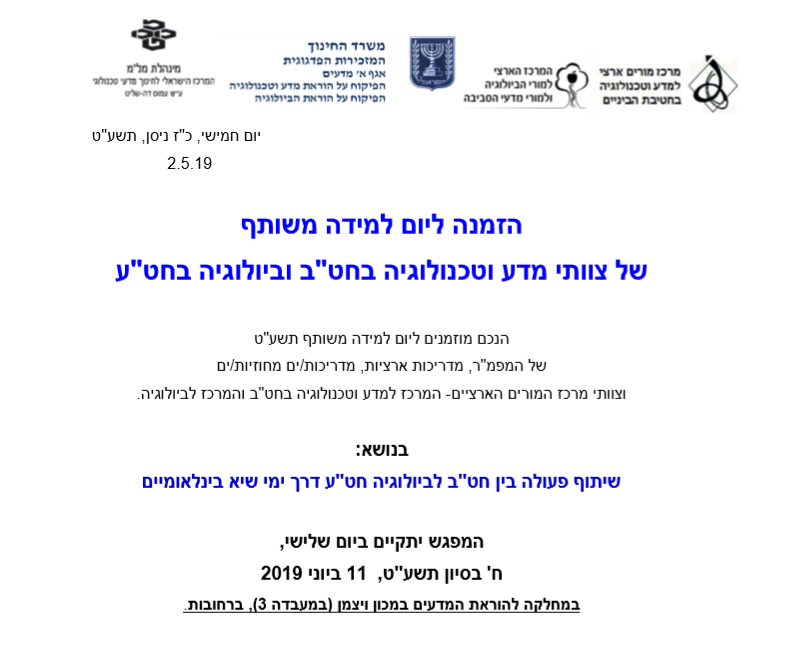 מרכז מורים ארצי
למדע וטכנולוגיה
בחטיבת הביניים
המרכז הארצי
למורי הביולוגיה
ולמורי מדעי הסביבה
משרד החינוך
המזכירות הפדגוגית
אגף א' מדעים
הפיקוח על הוראת מדע וטכנולוגיה
הפיקוח על הוראת הביולוגיה
מינהלת מל"מ
המרכז הישראלי לחינוך מדעי טכנולוגי
ע"ש עמוס דה-שליט
יום חמישי, כ"ז ניסן, תשע"ט
2.5.19
הזמנה ליום למידה משותף
של צוותי מדע וטכנולוגיה בחט"ב וביולוגיה בחט"ע
הנכם מוזמנים ליום למידה משותף תשע"ט
של המפמ"ר, מדריכות ארציות, מדריכות/ים מחוזיות/ים
וצוותי מרכז המורים הארציים- המרכז למדע וטכנולוגיה בחט"ב והמרכז לביולוגיה.
בנושא:
שיתוף פעולה בין חט"ב לביולוגיה חט"ע דרך ימי שיא בינלאומיים
המפגש יתקיים ביום שלישי,
ח' בסיון תשע"ט, 11 ביוני 2019
במחלקה להוראת המדעים במכון ויצמן (במעבדה 3), ברחובות.